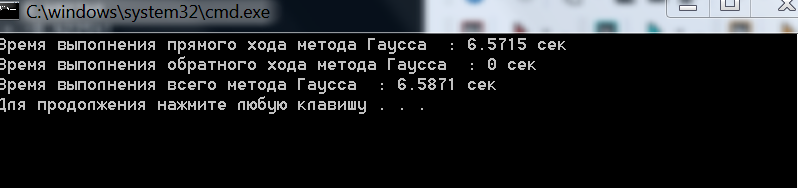 C:\windows\system32\cmd.exe
Время выполнения прямого хода метода Гаусса  : 6.5715 сек
Время выполнения обратного хода метода Гаусса  : 0 сек
Время выполнения всего метода Гаусса  : 6.5871 сек
Для продолжения нажмите любую клавишу . . .